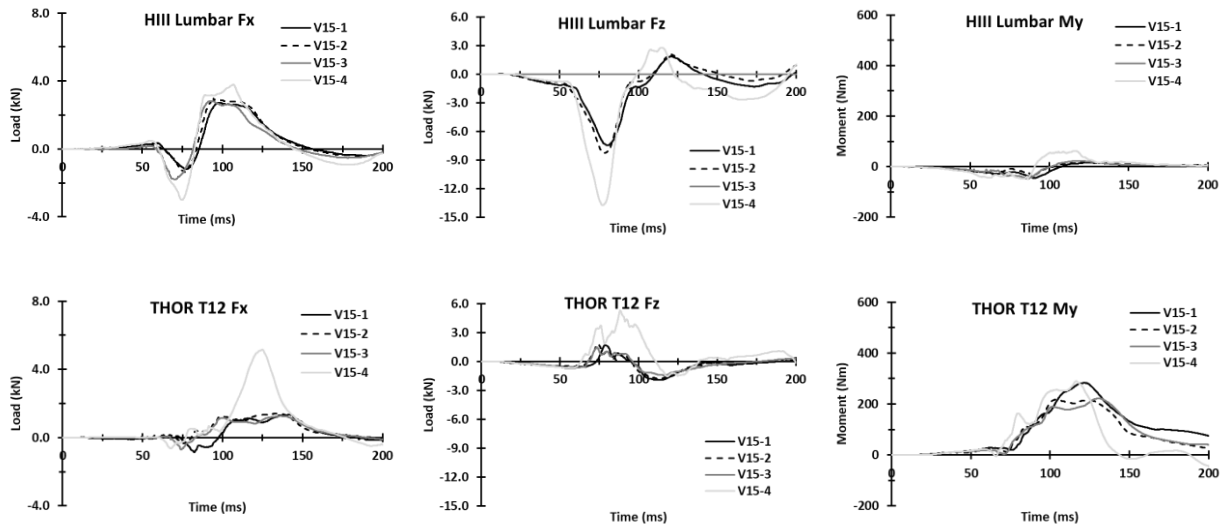 HIII Lumbar Fx
8.0
4.0
0.0
-4.0
0
50
100
150
200
Load (kN)
Time (ms)
V15-1
V15-2
V15-3
V15-4
HIII Lumbar Fz
6.0
3.0
0.0
-3.0
-6.0
-9.0
-12.0
-15.0
0
50
100
150
200
Load (kN)
Time (ms)
V15-1
V15-2
V15-3
V15-4
HIII Lumbar My
600
400
200
0
-200
0
50
100
150
200
Moment (Nm)
Time (ms)
V15-1
V15-2
V15-3
V15-4
THOR T12 Fx
8.0
4.0
0.0
-4.0
0
50
100
150
200
Load (kN)
Time (ms)
V15-1
V15-2
V15-3
V15-4
THOR T12 Fz
6.0
3.0
0.0
-3.0
-6.0
-9.0
-12.0
-15.0
0
50
100
150
200
Load (kN)
Time (ms)
V15-1
V15-2
V15-3
V15-4
THOR T12 My
600
400
200
0
-200
0
50
100
150
200
Moment (Nm)
Time (ms)
V15-1
V15-2
V15-3
V15-4